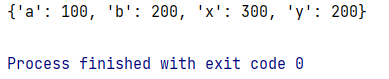 {'a': 100, 'b': 200, 'x': 300, 'y': 200}
Process finished with exit code 0